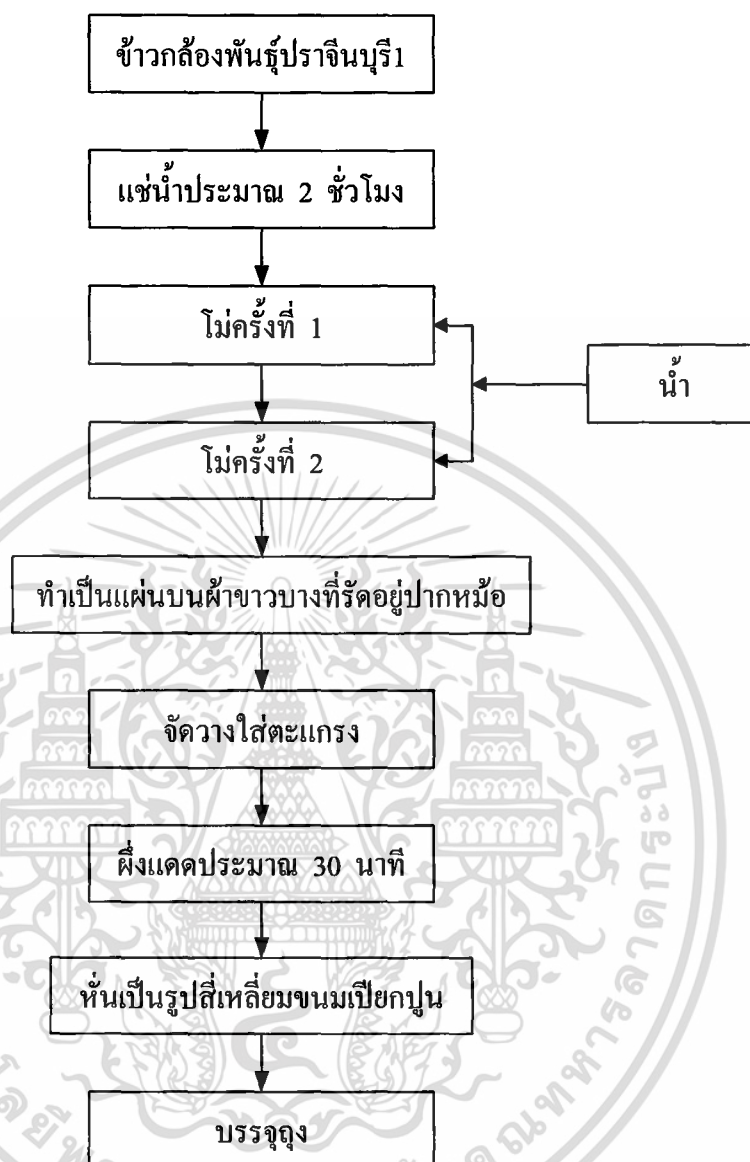 ข้าวกล้องพันธุ์ปราจีนบุรี1
แช่น้ำประมาณ 2 ชั่วโมง
โม่ครั้งที่ 1
น้ำ
โม่ครั้งที่ 2
ทำเป็นแผ่นบนผ้าขาวบางที่รัดอยู่ปากหม้อ
จัดวางใส่ตะแกรง
ผึ่งแดดประมาณ 30 นาที
หั่นเป็นรูปสี่เหลี่ยมขนมเปียกปูน
บรรจุถุง